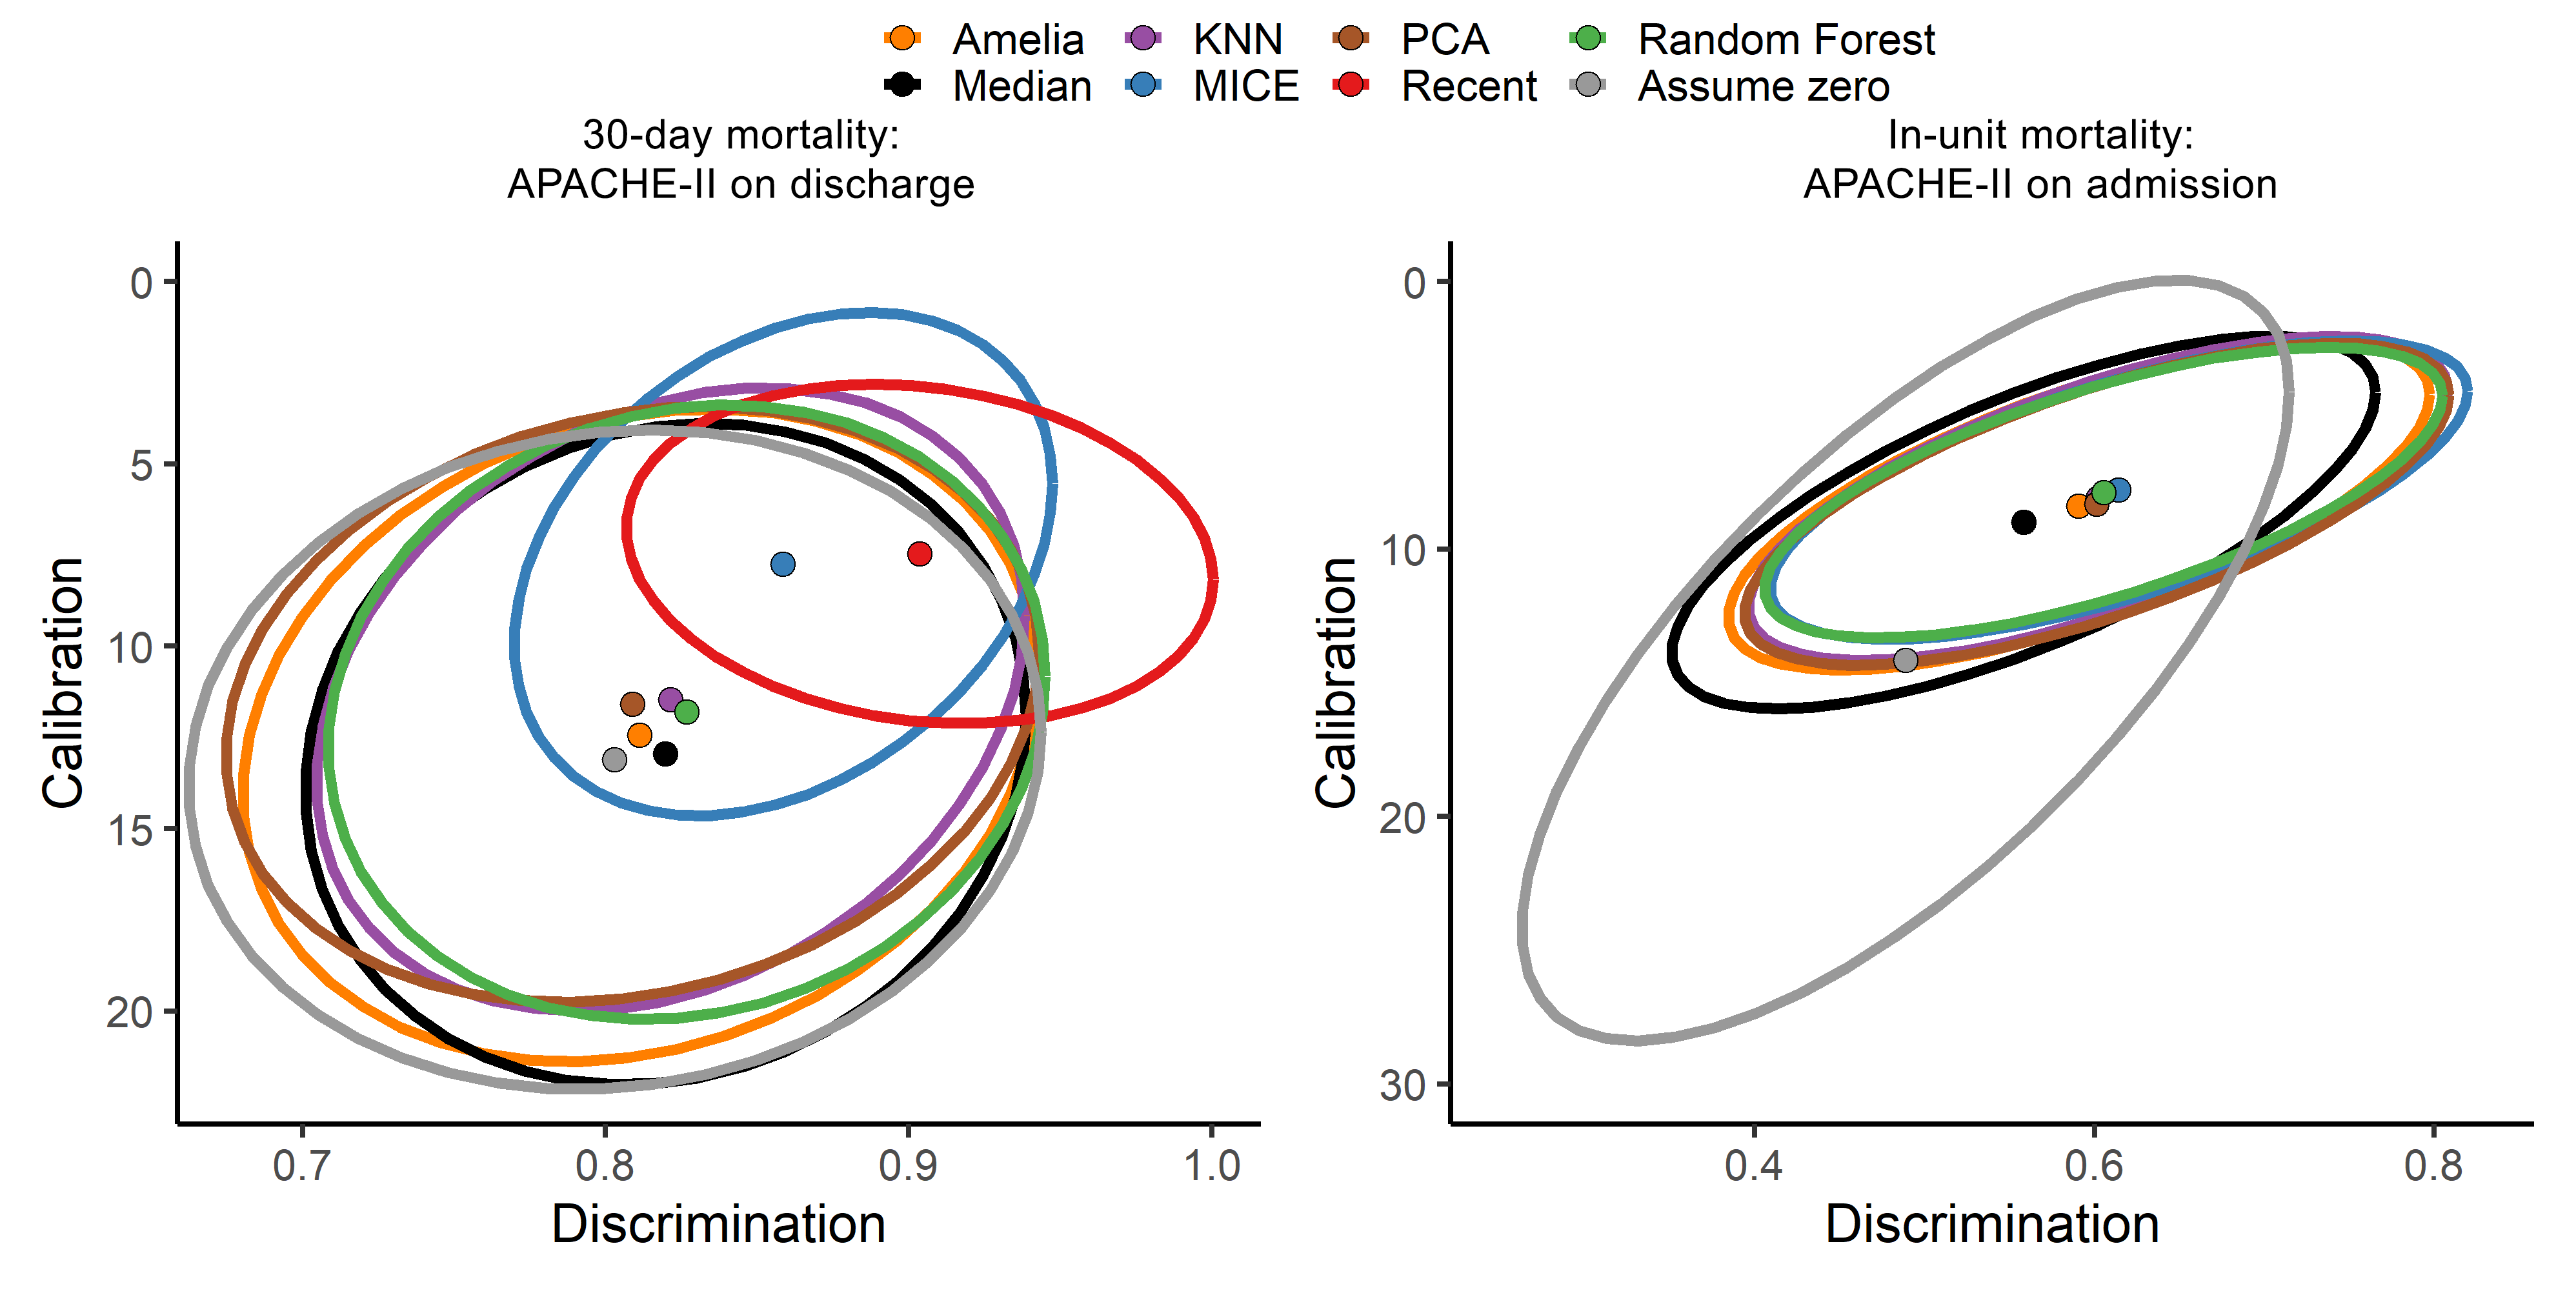 Amelia KNN PCA Random Forest
Median MICE Recent Assume zero
30-day mortality:
APACHE-II on discharge
In-unit mortality:
APACHE-II on admission
Calibration
0
5
10
15
20
0.7 0.8 0.9 1.0
Discrimination
Calibration
0
10
20
30
0.4 0.6 0.8
Discrimination